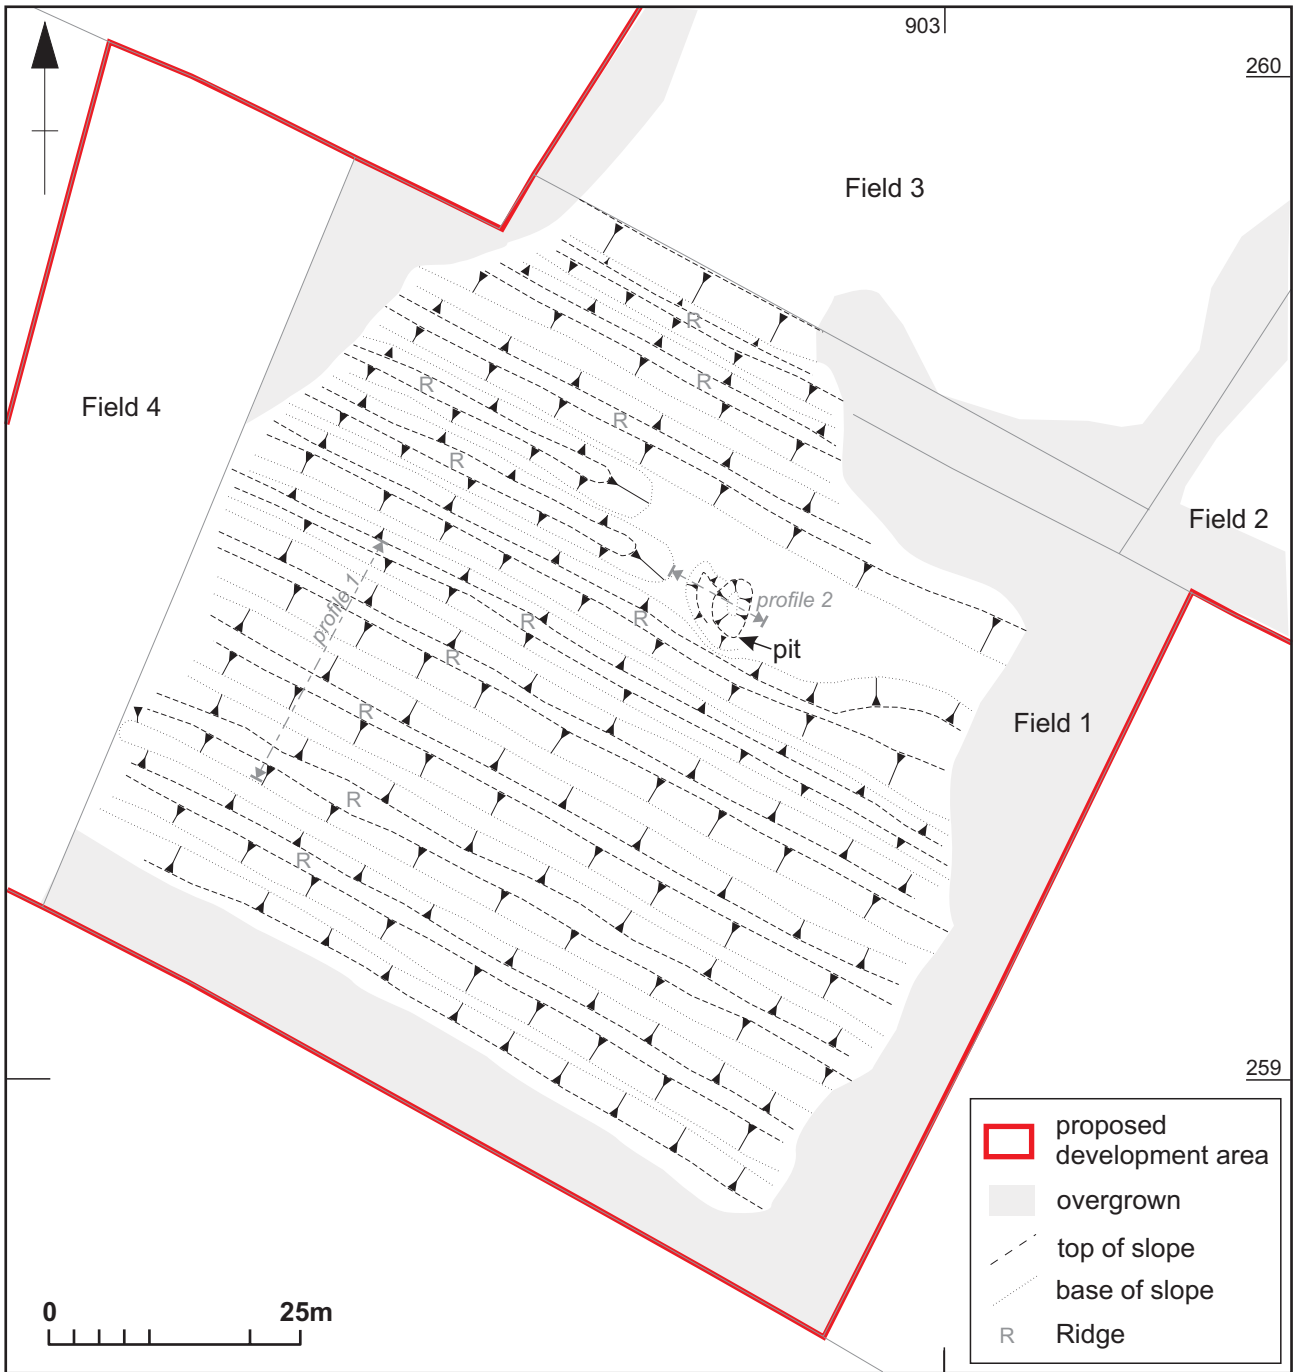 903
260
Field 3
R
R
Field 4
R
R
R
Field 2
profile 1
profile 2
R
R
pit
R
R
Field 1
R
R
259
proposed
development area
overgrown
top of slope
base of slope
R Ridge
0 25m